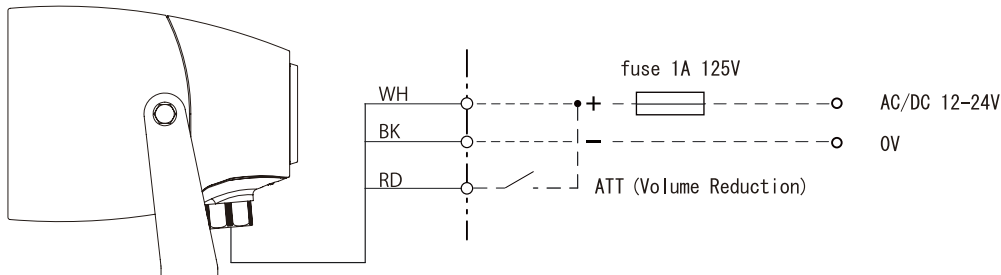 fuse 1A 125V
WH
+
AC/DC 12-24V
BK
-
0V
RD
ATT (Volume Reduction)